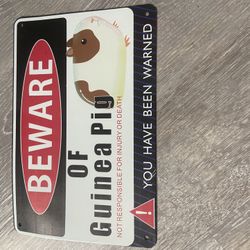 BEWARE
OF
Guinea Pig
NOT RESPONSIBLE FOR INJURY OR DEATH
YOU HAVE BEEN WARNED